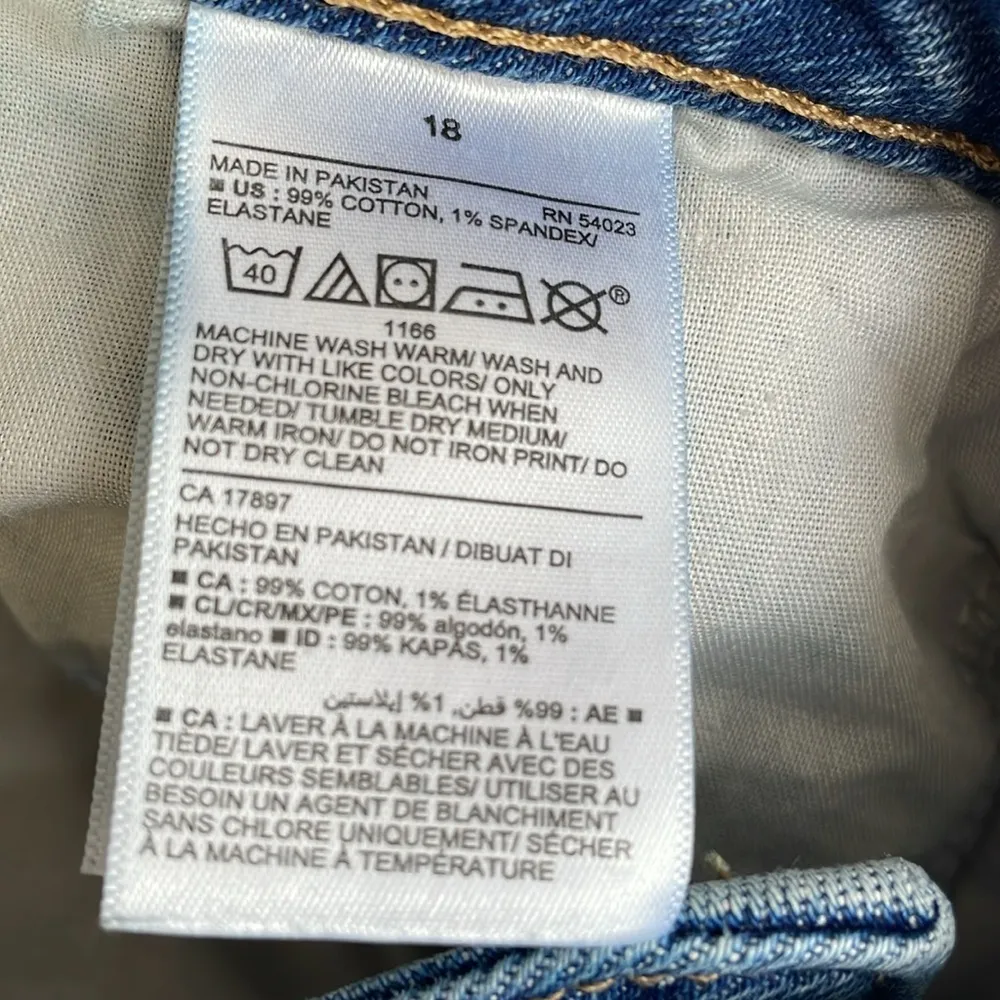 18
MADE IN PAKISTAN RN 54023
■ US : 99% COTTON, 1% SPANDEX/
ELASTANE
40 ®
1166
MACHINE WASH WARM/ WASH AND
DRY WITH LIKE COLORS/ ONLY
NON-CHLORINE BLEACH WHEN
NEEDED/ TUMBLE DRY MEDIUM/
WARM IRON/ DO NOT IRON PRINT/ DO
NOT DRY CLEAN
CA 17897
HECHO EN PAKISTAN / DIBUAT DI
PAKISTAN
■ CA : 99% COTON, 1% ÉLASTHANNE
■ CL/CR/MX/PE : 99% algodón, 1%
elastano ■ ID : 99% KAPAS, 1%
ELASTANE
■ AE : 99% قطن, 1% إيلاستين
■ CA : LAVER À LA MACHINE À L'EAU
TIÈDE/ LAVER ET SÉCHER AVEC DES
COULEURS SEMBLABLES/ UTILISER AU
BESOIN UN AGENT DE BLANCHIMENT
SANS CHLORE UNIQUEMENT/ SÉCHER
À LA MACHINE À TEMPÉRATURE